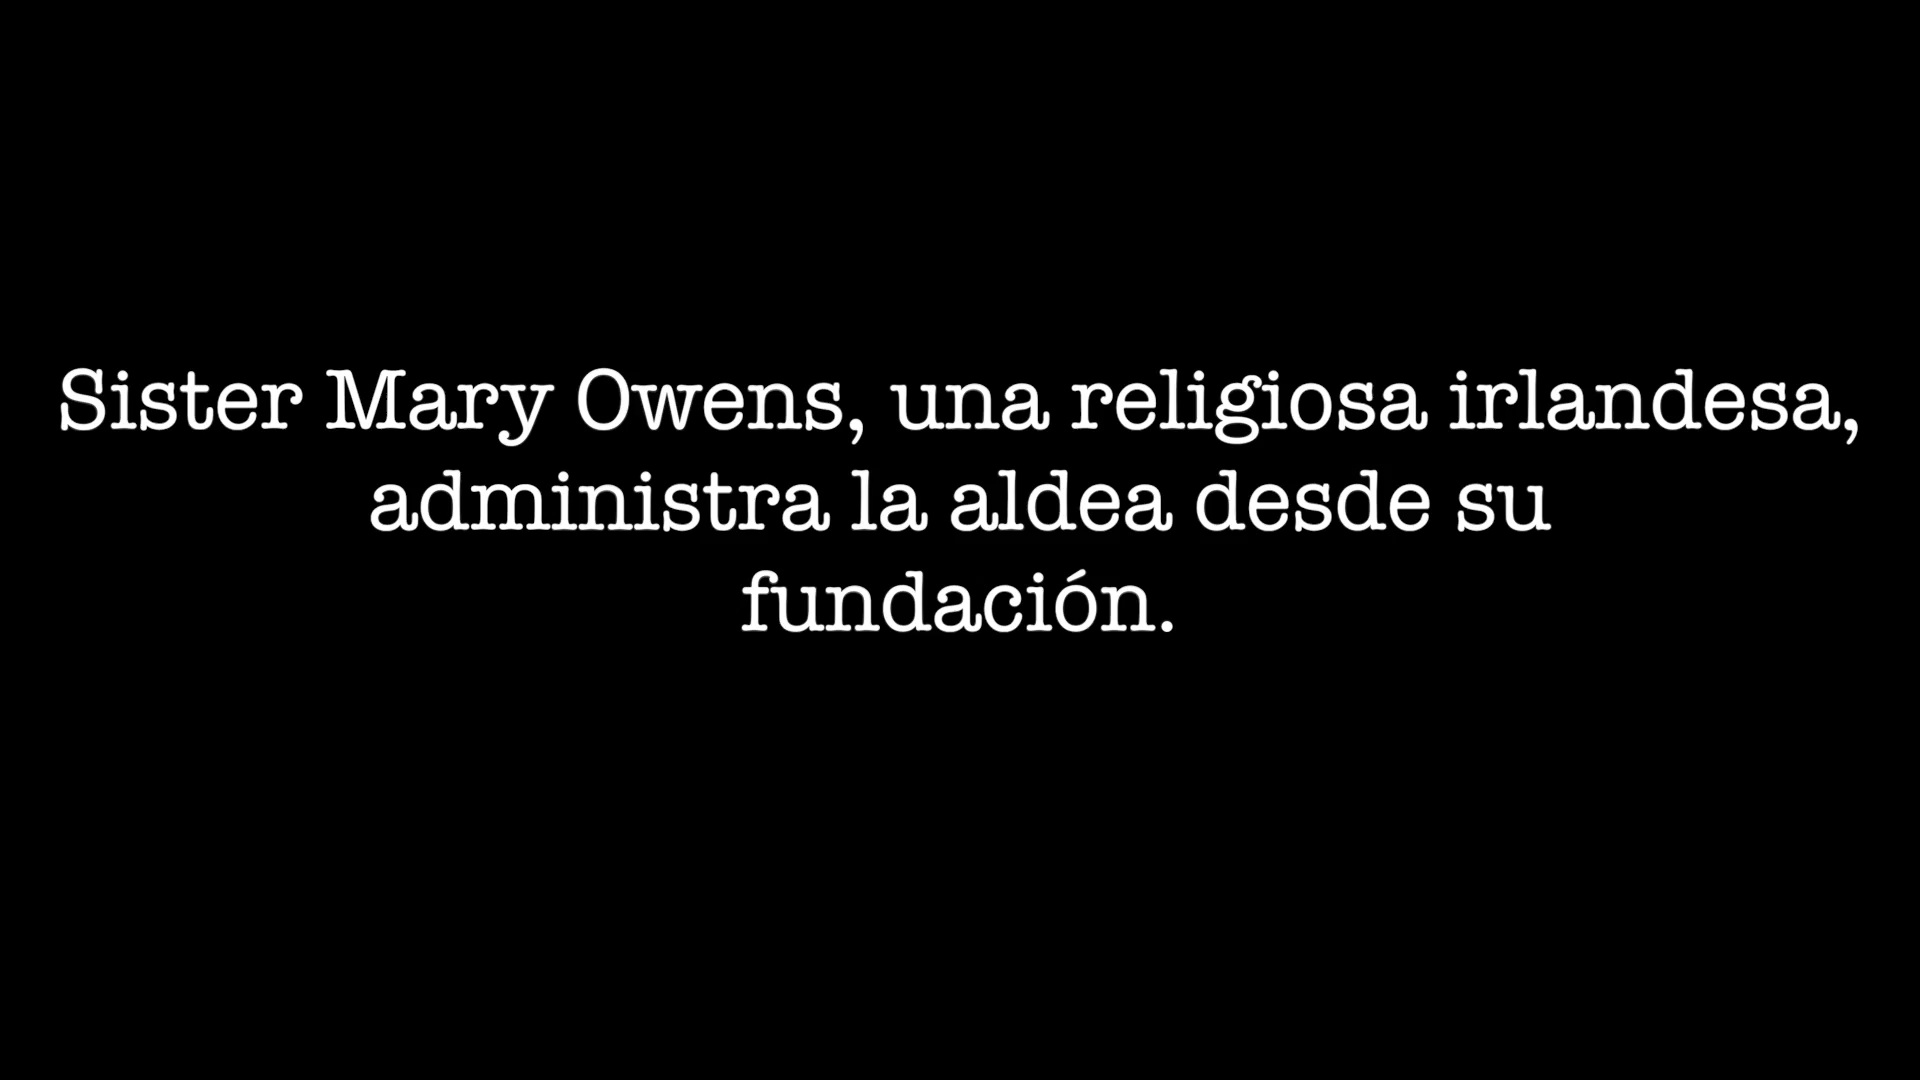 Sister Mary Owens, una religiosa irlandesa,
administra la aldea desde su
fundación.